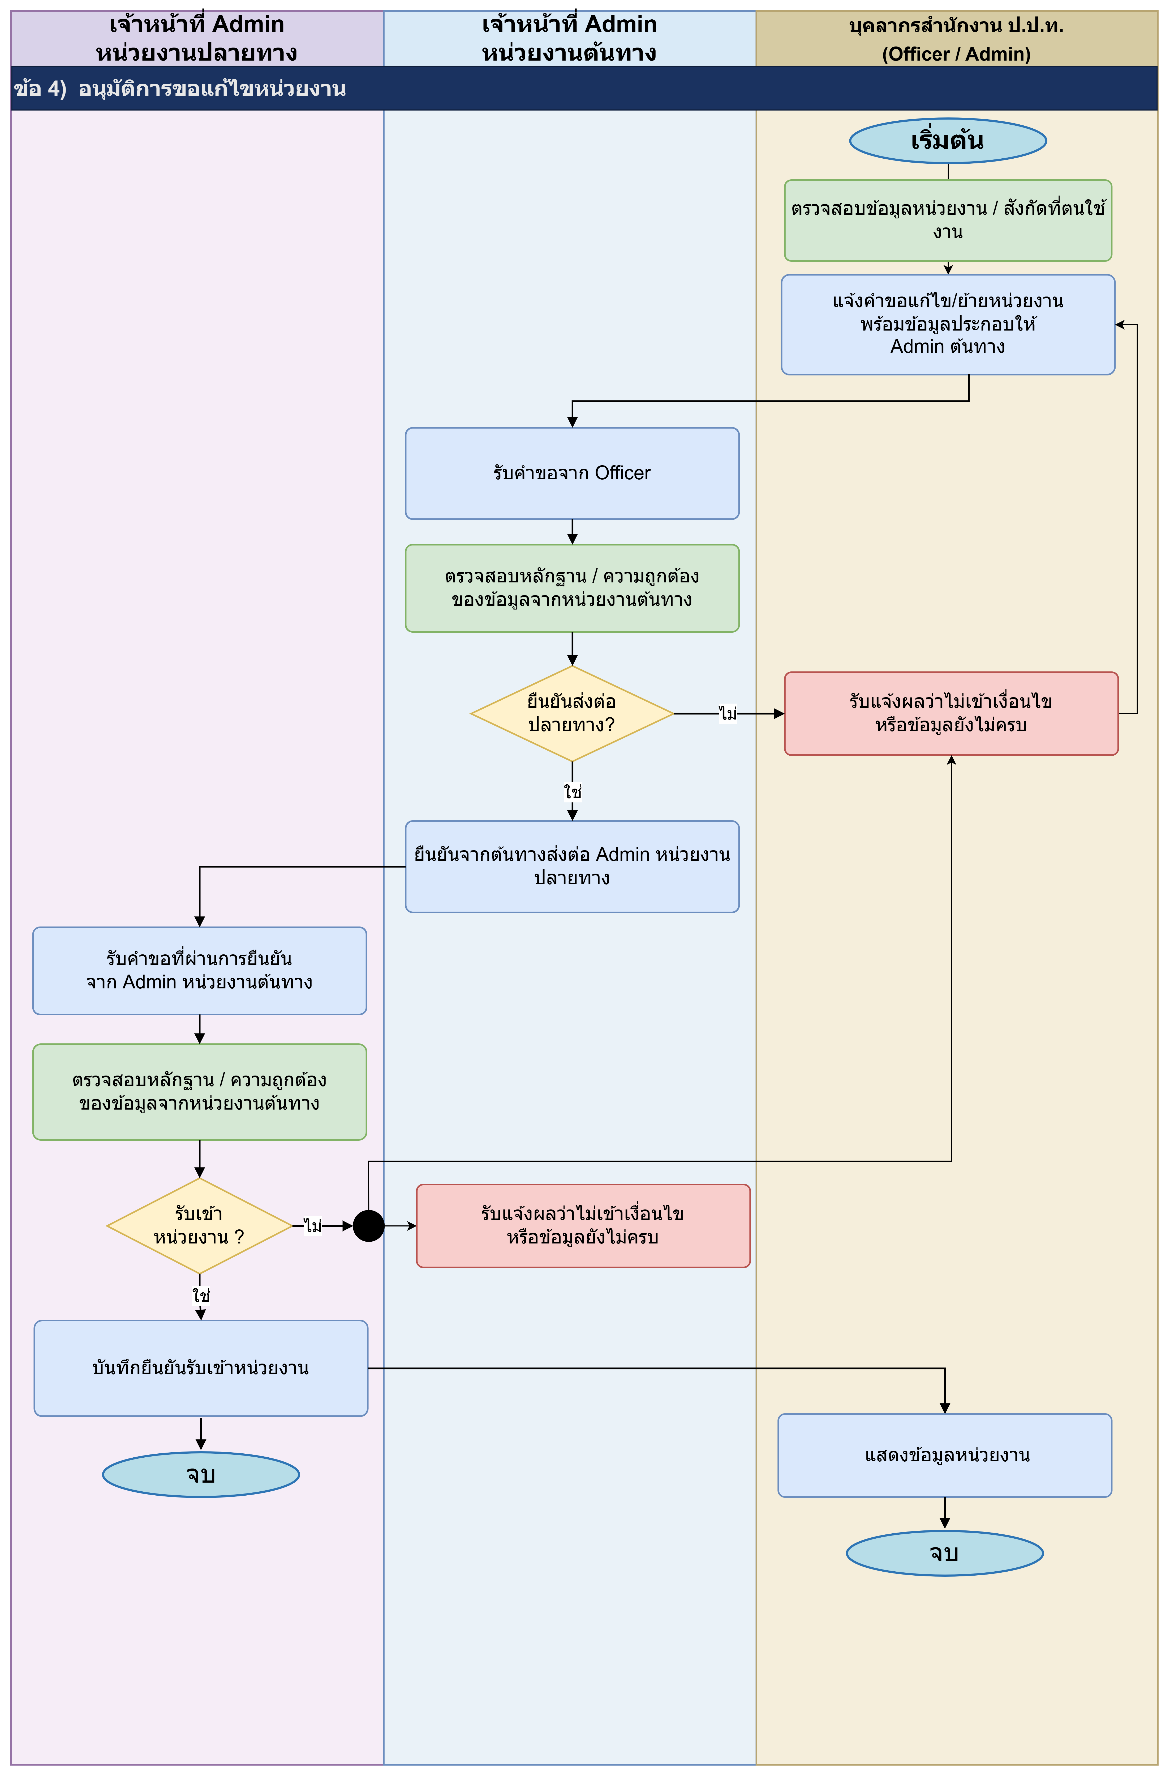 เจ้าหน้าที่ Admin
หน่วยงานปลายทาง
เจ้าหน้าที่ Admin
หน่วยงานต้นทาง
บุคลากรสำนักงาน ป.ป.ท.
(Officer / Admin)
ข้อ 4)  อนุมัติการขอแก้ไขหน่วยงาน
เริ่มต้น
ตรวจสอบข้อมูลหน่วยงาน / สังกัดที่ตนใช้
งาน
แจ้งคำขอแก้ไข/ย้ายหน่วยงาน
พร้อมข้อมูลประกอบให้
Admin ต้นทาง
รับคำขอจาก Officer
ตรวจสอบหลักฐาน / ความถูกต้อง
ของข้อมูลจากหน่วยงานต้นทาง
ยืนยันส่งต่อ
ปลายทาง?
ไม่
รับแจ้งผลว่าไม่เข้าเงื่อนไข
หรือข้อมูลยังไม่ครบ
ใช่
ยืนยันจากต้นทางส่งต่อ Admin หน่วยงาน
ปลายทาง
รับคำขอที่ผ่านการยืนยัน
จาก Admin หน่วยงานต้นทาง
ตรวจสอบหลักฐาน / ความถูกต้อง
ของข้อมูลจากหน่วยงานต้นทาง
รับเข้า
หน่วยงาน ?
ไม่
รับแจ้งผลว่าไม่เข้าเงื่อนไข
หรือข้อมูลยังไม่ครบ
ใช่
บันทึกยืนยันรับเข้าหน่วยงาน
แสดงข้อมูลหน่วยงาน
จบ
จบ